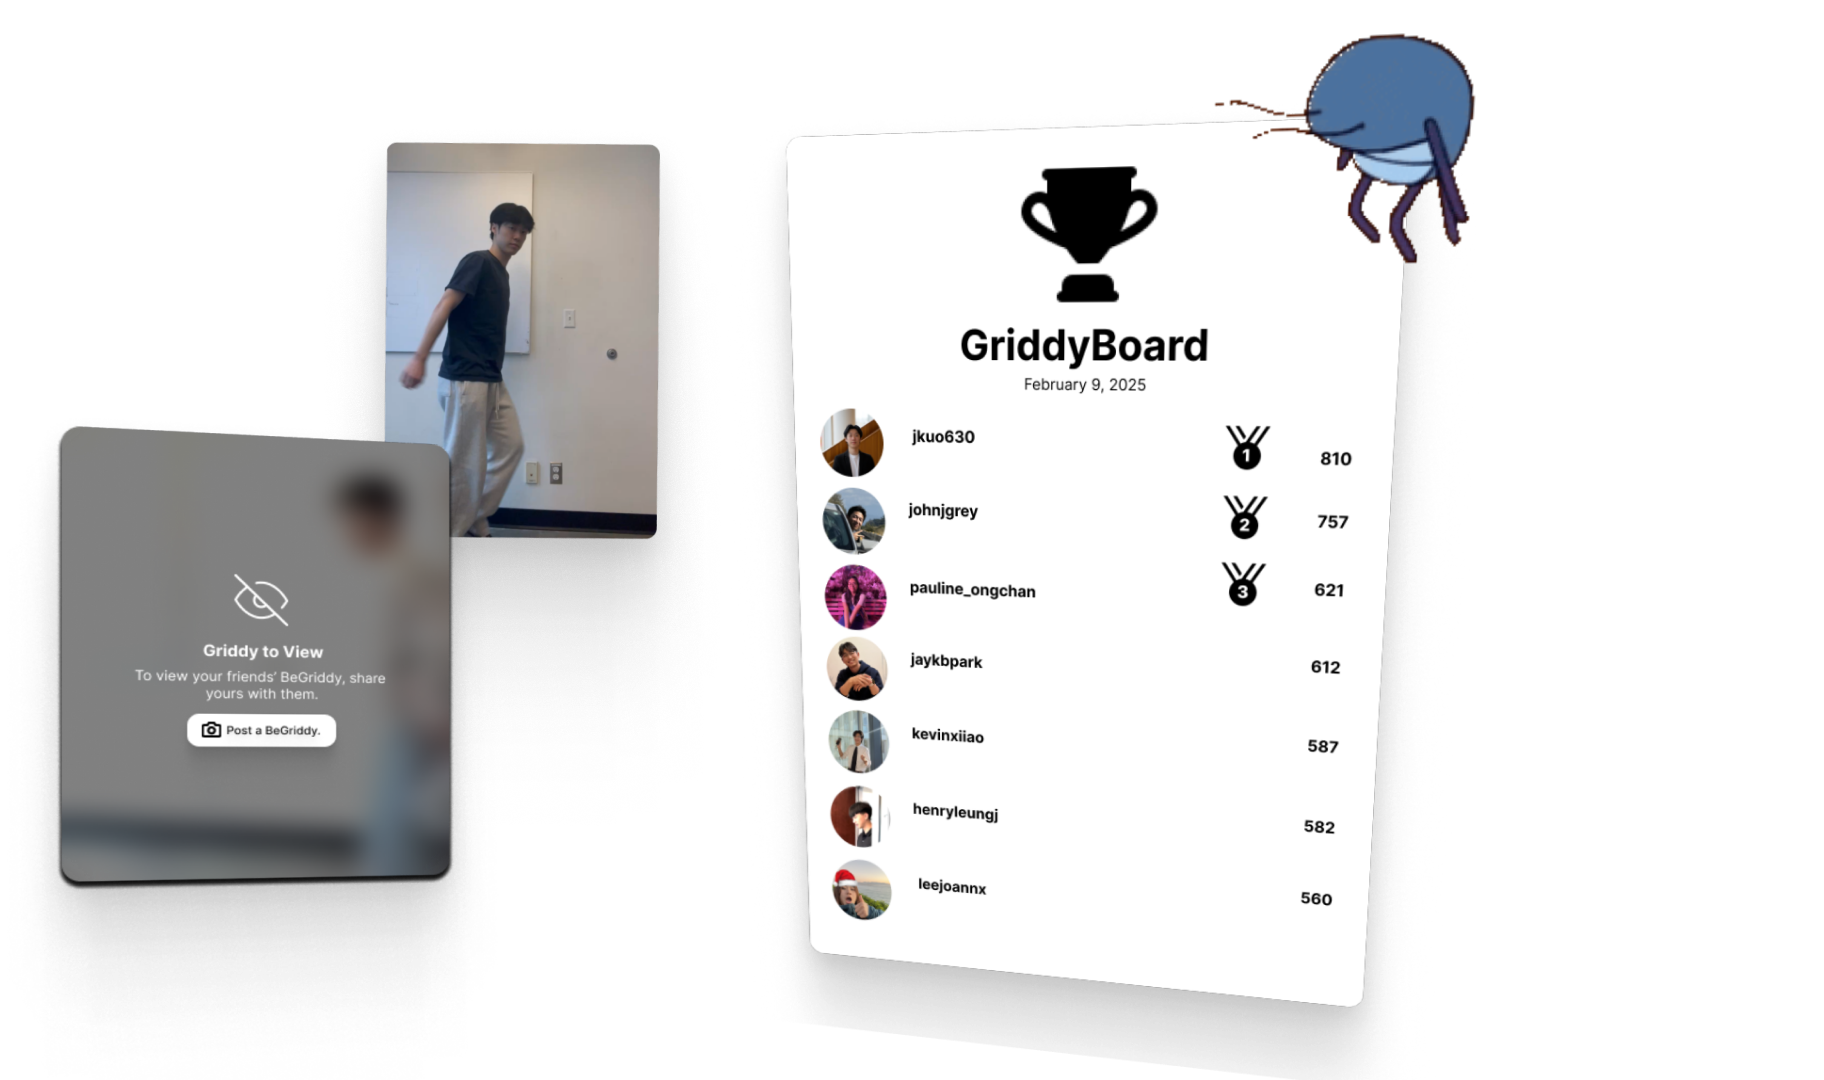 Griddy to View
To view your friends’ BeGriddy, share
yours with them.
Post a BeGriddy.
GriddyBoard
February 9, 2025
jkuo630 1 810
johnjgrey 2 757
pauline_ongchan 3 621
jaykbpark 612
kevinxiiao 587
henryleungj 582
leejoannx 560